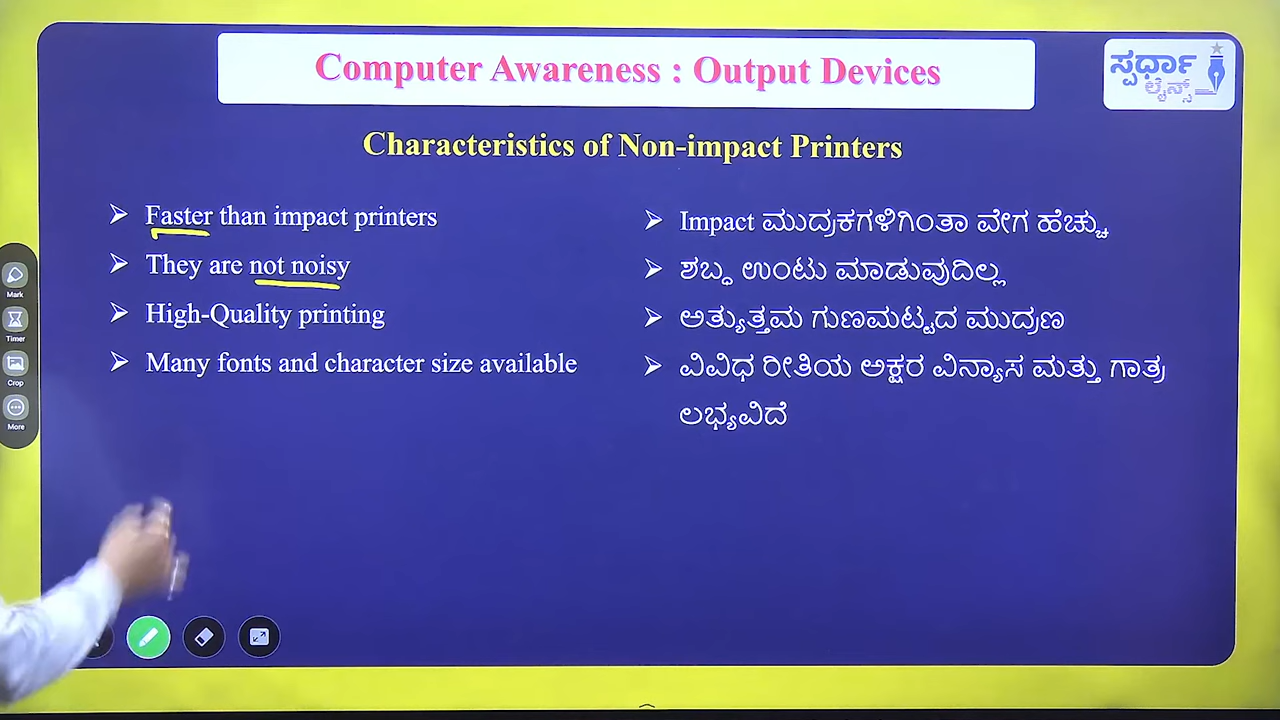 Computer Awareness : Output Devices
ಸ್ಪರ್ಧಾ
ಲೈನ್ಸ್
Characteristics of Non-impact Printers
➢ Faster than impact printers
➢ They are not noisy
➢ High-Quality printing
➢ Many fonts and character size available
➢ Impact ಮುದ್ರಕಗಳಿಗಿಂತಾ ವೇಗ ಹೆಚ್ಚು
➢ ಶಬ್ಧ ಉಂಟು ಮಾಡುವುದಿಲ್ಲ
➢ ಅತ್ಯುತ್ತಮ ಗುಣಮಟ್ಟದ ಮುದ್ರಣ
➢ ವಿವಿಧ ರೀತಿಯ ಅಕ್ಷರ ವಿನ್ಯಾಸ ಮತ್ತು ಗಾತ್ರ
ಲಭ್ಯವಿದೆ
Mark
Timer
Crop
More